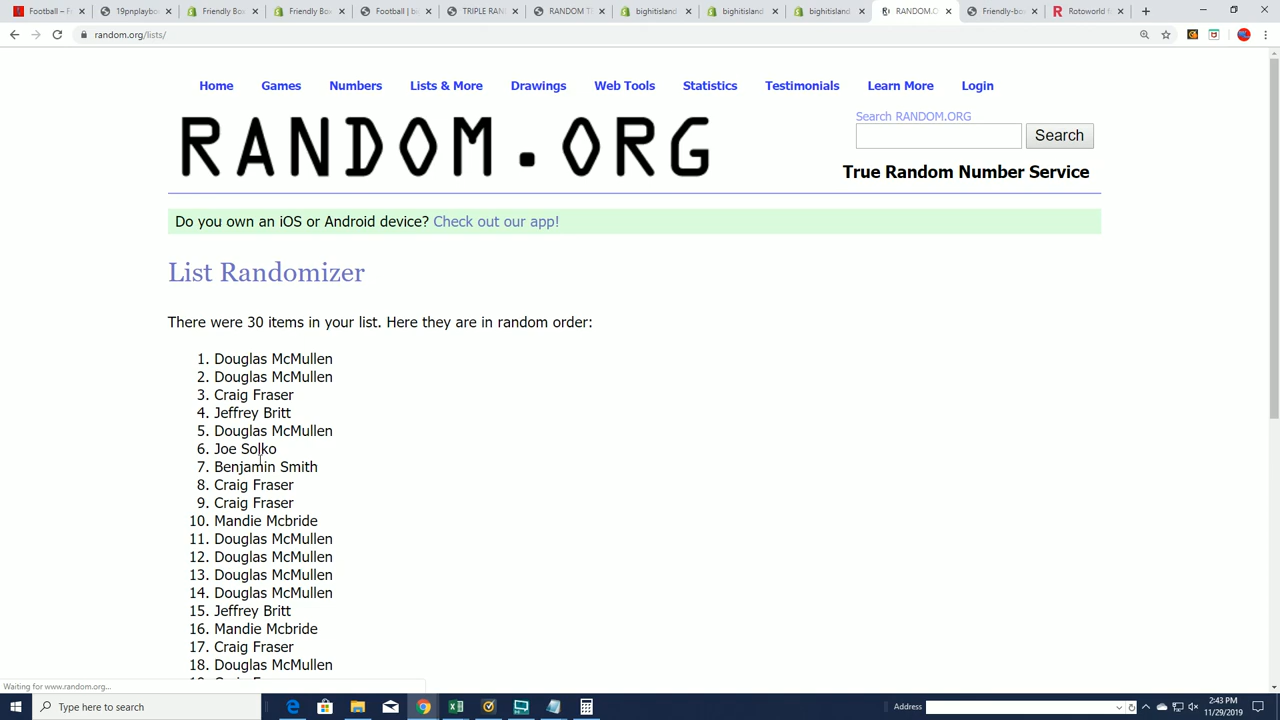 Football - F
19pnplaybo
Friendly Box
Friendly Box
Football | b
TRIPLE RAN
RANDOM T
bighitisland
bighitisland
bighitisland
RANDOM.O
Friendly-box
Rotoworld f
random.org/lists/
Home Games Numbers Lists & More Drawings Web Tools Statistics Testimonials Learn More Login
RANDOM.ORG
Search RANDOM.ORG
Search
True Random Number Service
Do you own an iOS or Android device? Check out our app!
List Randomizer
There were 30 items in your list. Here they are in random order:
1. Douglas McMullen
2. Douglas McMullen
3. Craig Fraser
4. Jeffrey Britt
5. Douglas McMullen
6. Joe Solko
7. Benjamin Smith
8. Craig Fraser
9. Craig Fraser
10. Mandie Mcbride
11. Douglas McMullen
12. Douglas McMullen
13. Douglas McMullen
14. Douglas McMullen
15. Jeffrey Britt
16. Mandie Mcbride
17. Craig Fraser
18. Douglas McMullen
Waiting for www.random.org...
Type here to search
Address
2:43 PM
11/29/2019